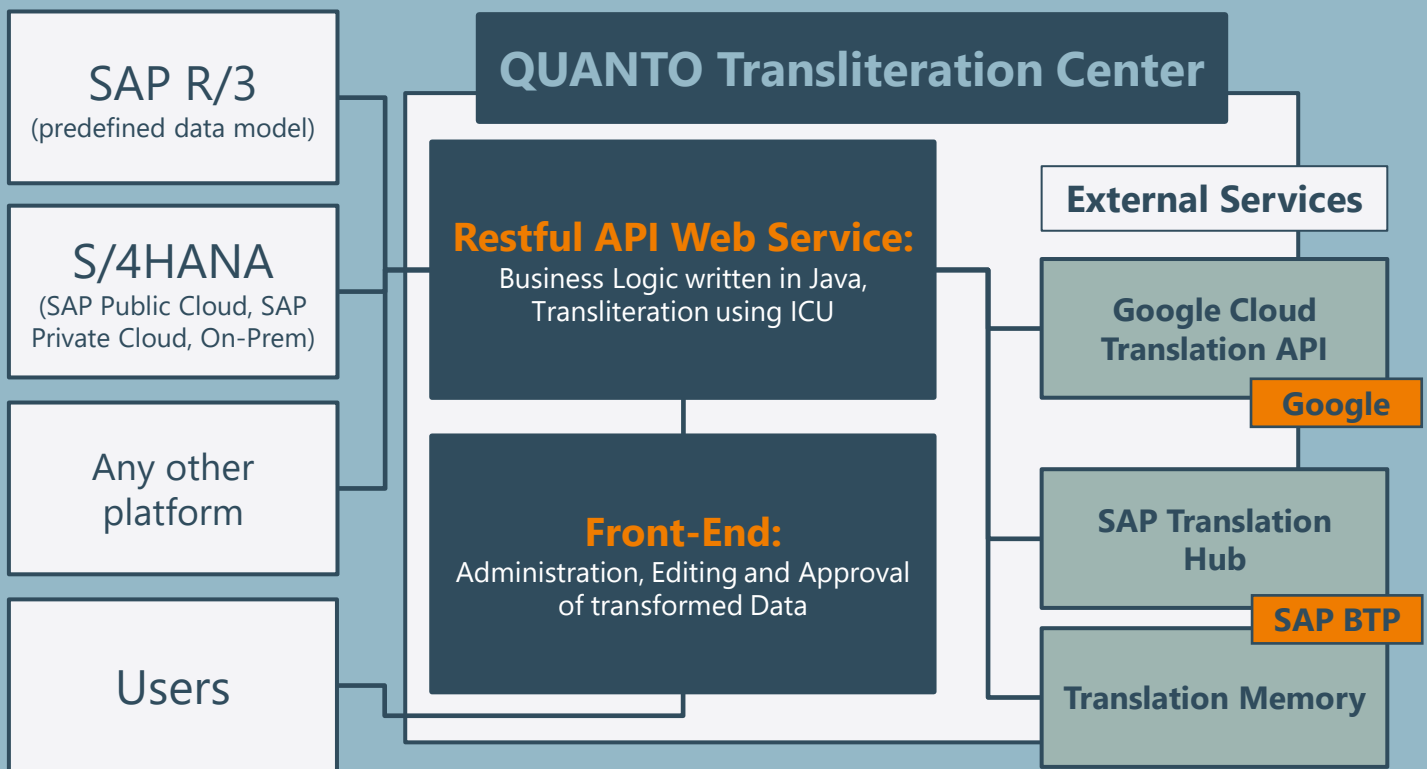 SAP R/3
(predefined data model)
S/4HANA
(SAP Public Cloud, SAP
Private Cloud, On-Prem)
Any other
platform
Users
QUANTO Transliteration Center
Restful API Web Service:
Business Logic written in Java,
Transliteration using ICU
Front-End:
Administration, Editing and Approval
of transformed Data
External Services
Google Cloud
Translation API
Google
SAP Translation
Hub
SAP BTP
Translation Memory